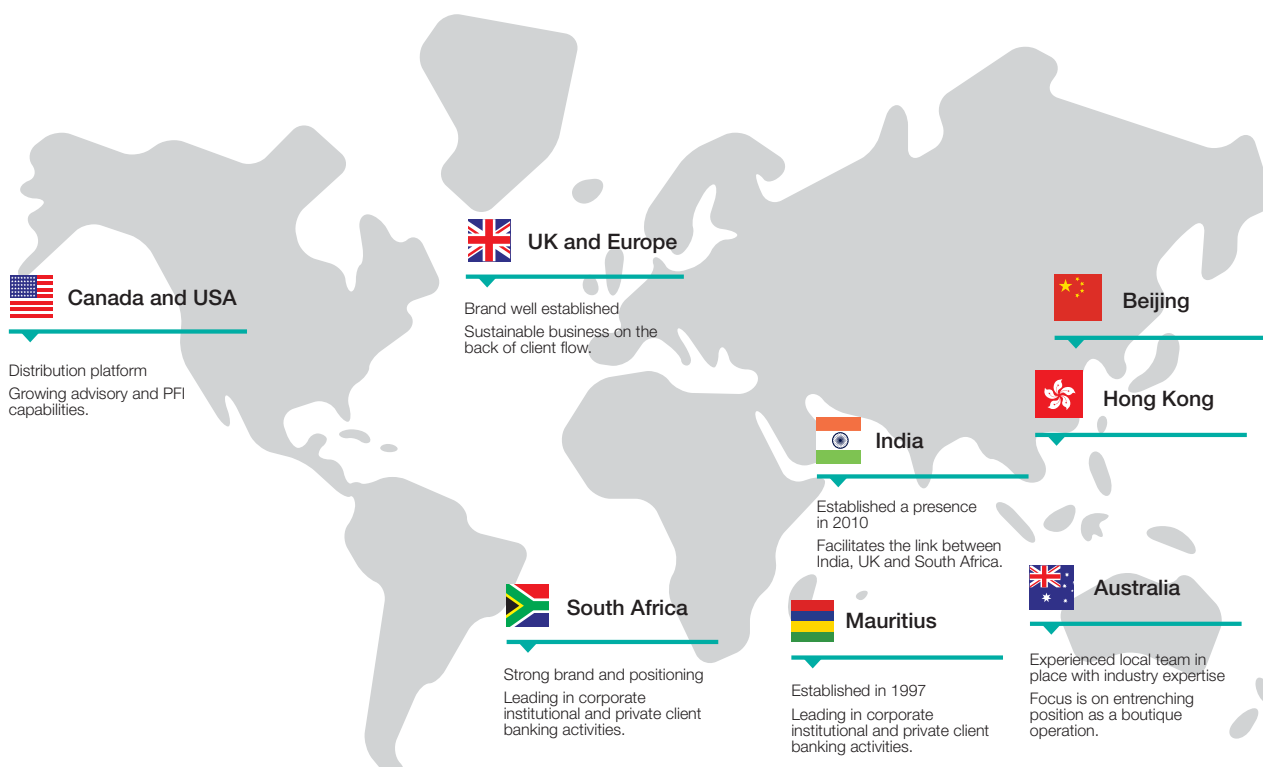 UK and Europe
Brand well established
Sustainable business on the
back of client flow.
Canada and USA
Distribution platform
Growing advisory and PFI
capabilities.
Beijing
Hong Kong
India
Established a presence
in 2010
Facilitates the link between
India, UK and South Africa.
South Africa
Strong brand and positioning
Leading in corporate
institutional and private client
banking activities.
Mauritius
Established in 1997
Leading in corporate
institutional and private client
banking activities.
Australia
Experienced local team in
place with industry expertise
Focus is on entrenching
position as a boutique
operation.